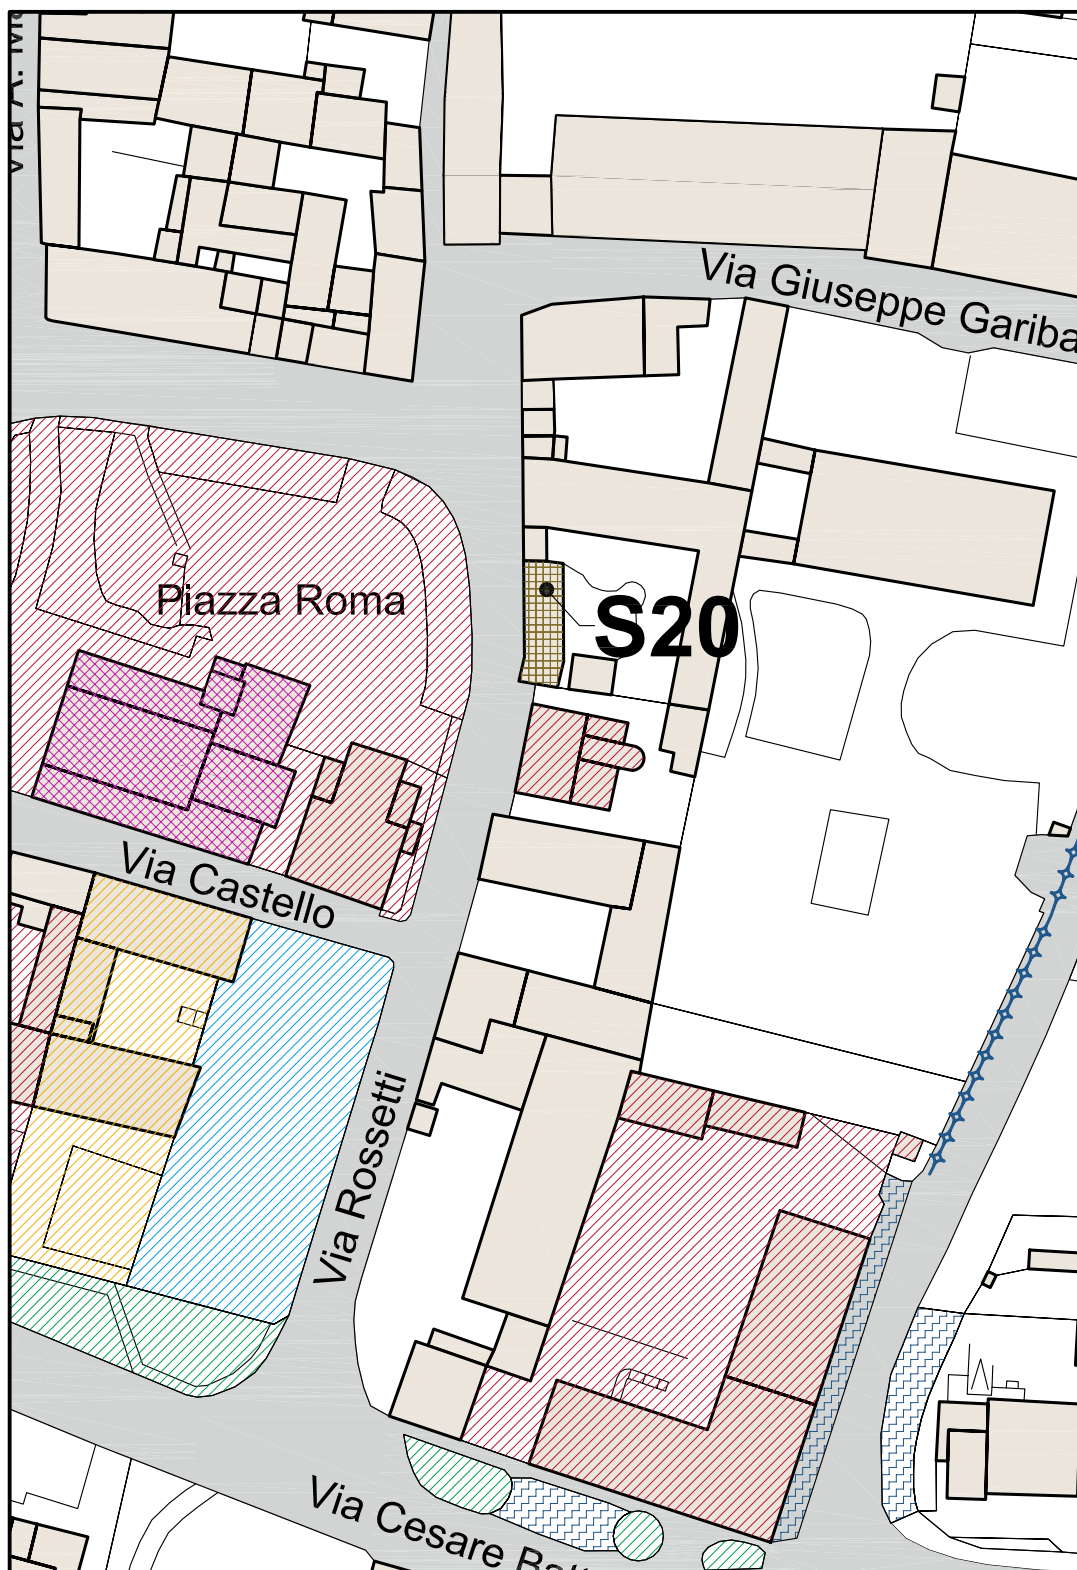 Via Giuseppe Gariba
Piazza Roma
S20
Via Castello
Via Rossetti
Via Cesare